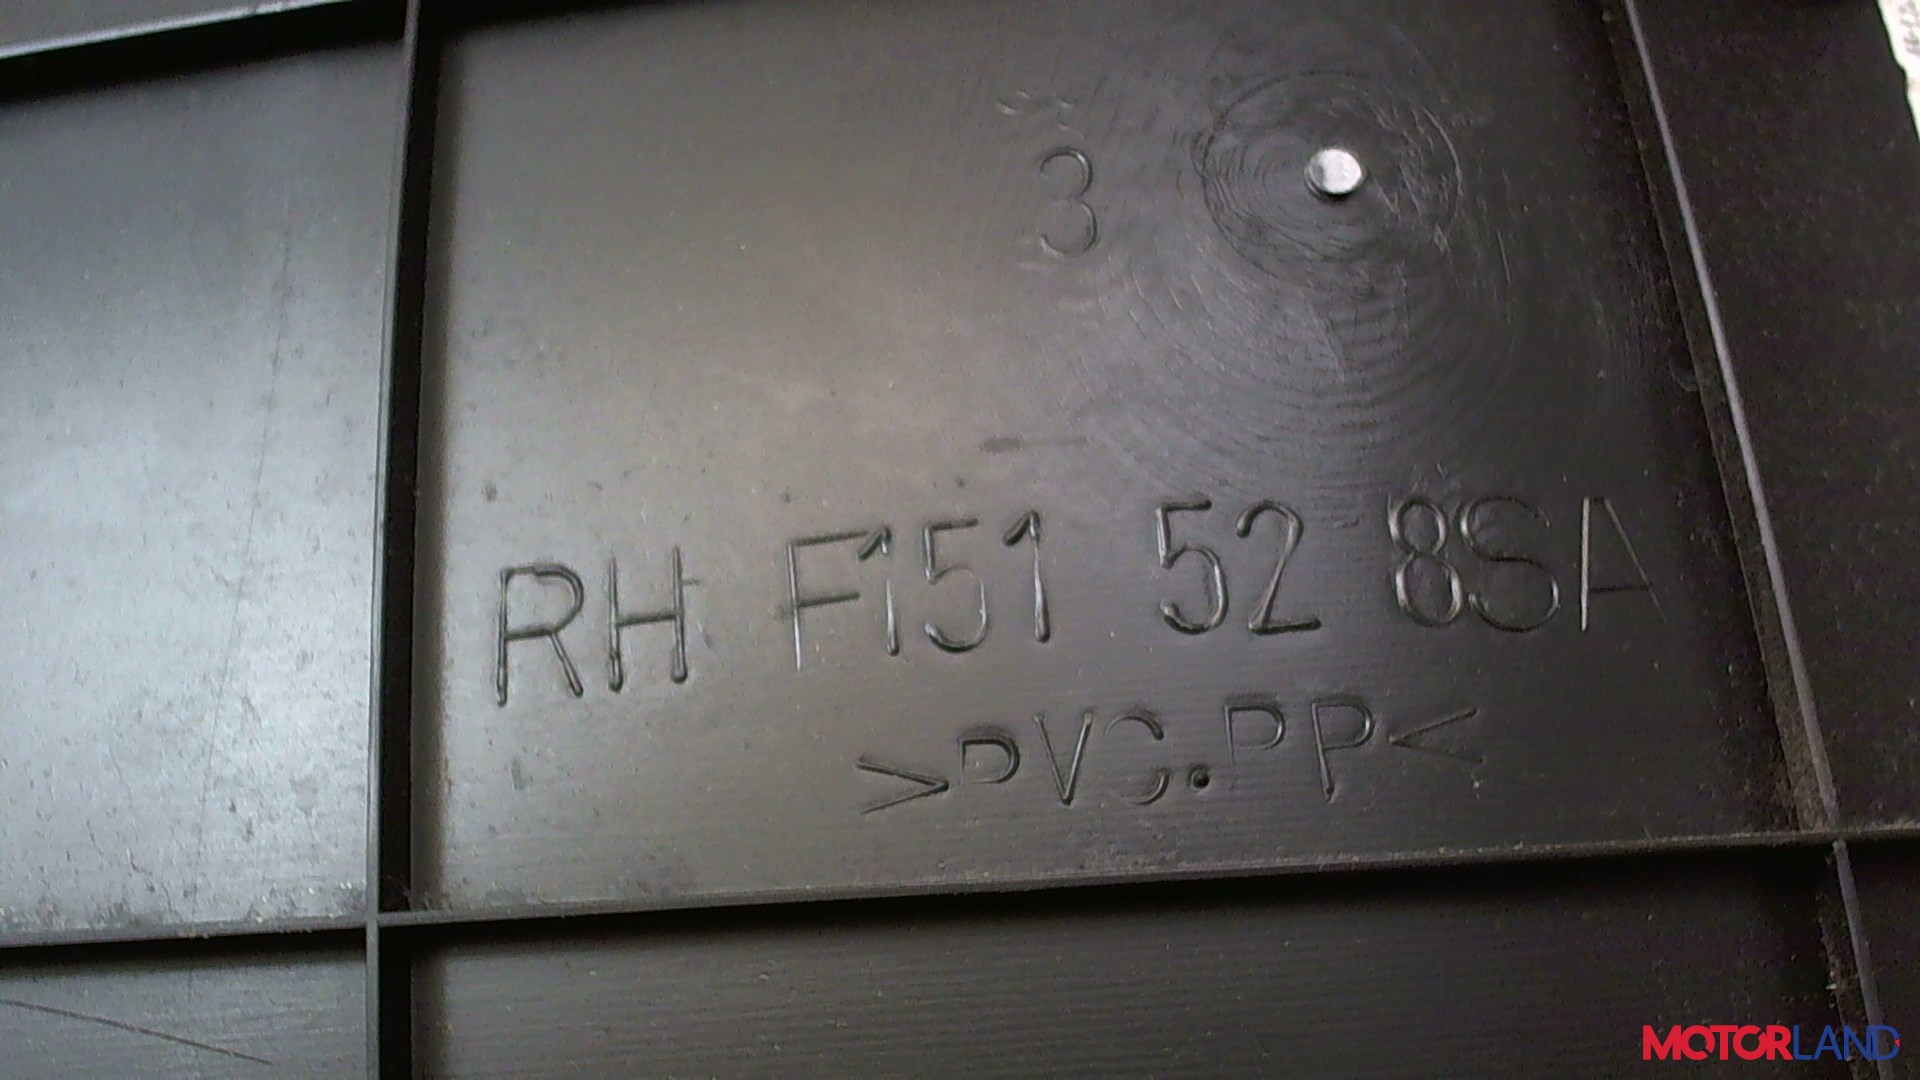 3
RH F151 52 8SA
>PVC.PP<
MOTORLAND